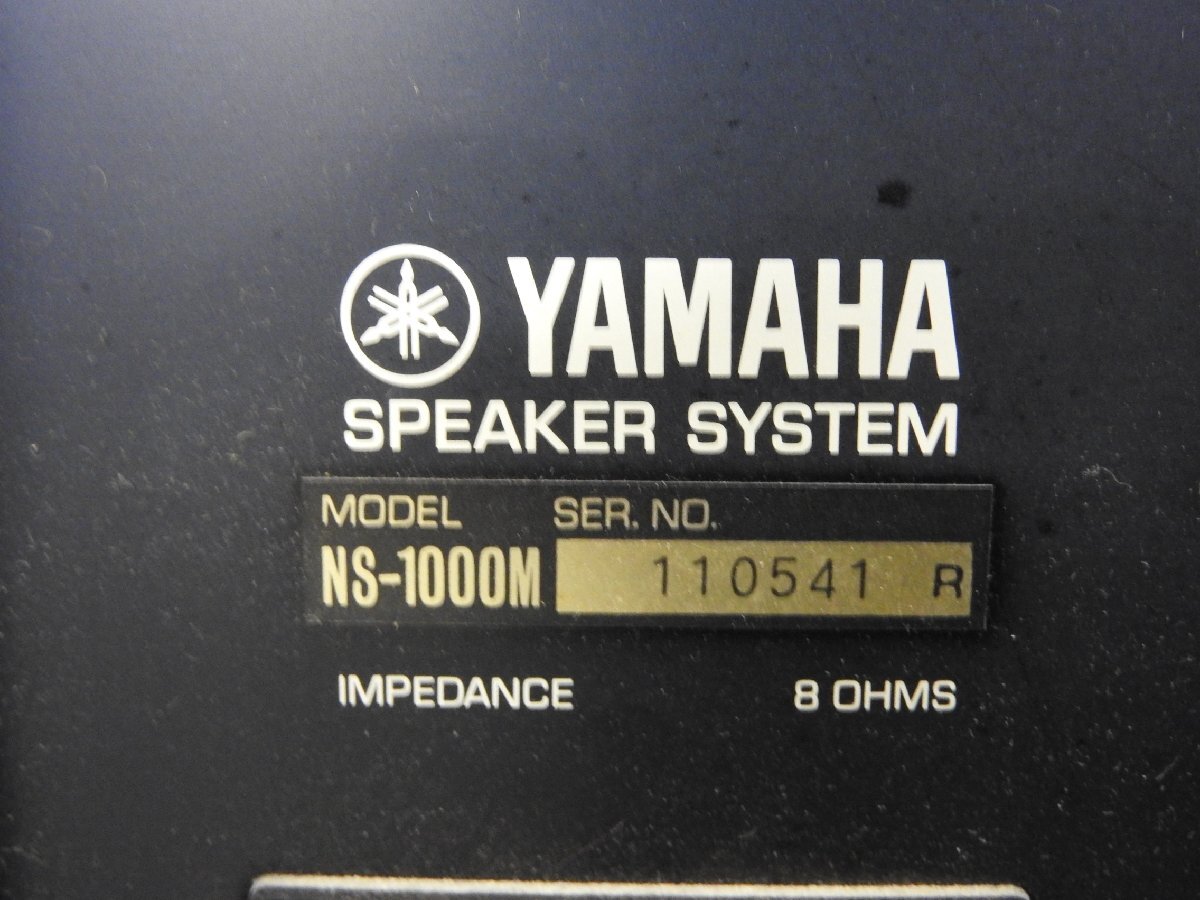 YAMAHA
SPEAKER SYSTEM
MODEL SER. NO.
NS-1000M 110541 R
IMPEDANCE 8 OHMS